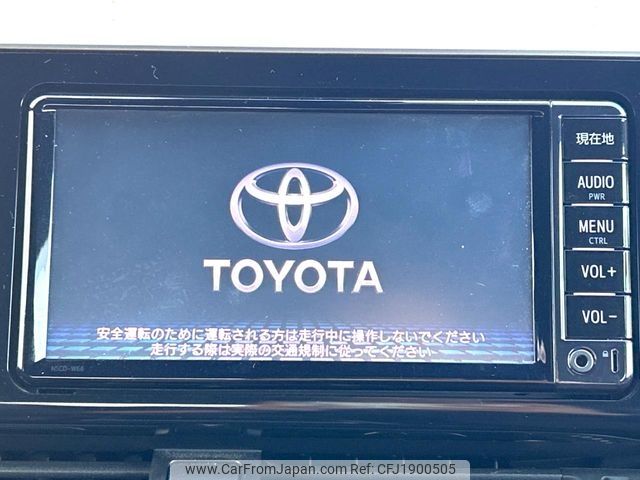 現在地
AUDIO
PWR
MENU
CTRL
VOL+
VOL-
TOYOTA
安全運転のために運転される方は走行中に操作しないでください
走行する際は実際の交通規制に従ってください
NSCD-W66
www.CarFromJapan.com - CFJ1900505